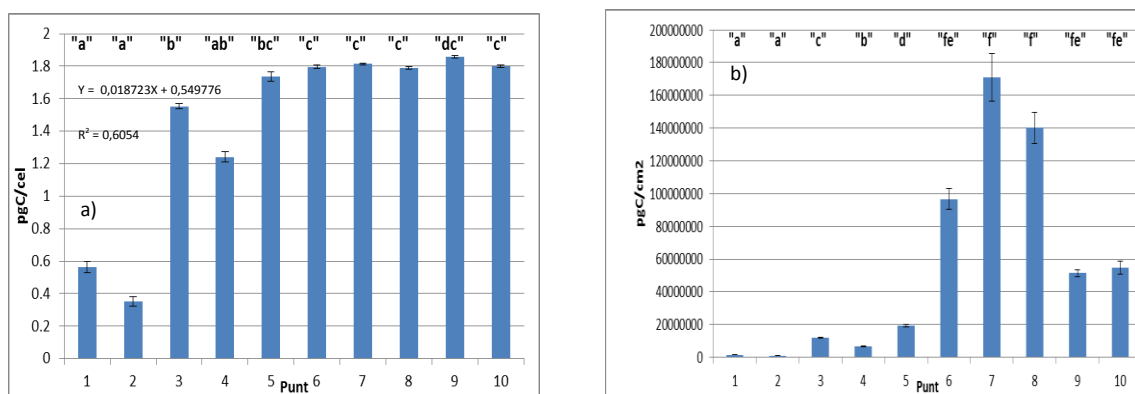 "a" "a" "b" "ab" "bc" "c" "c" "c" "dc" "c"
2
1.8
Y = 0,018723X + 0,549776
1.6
1.4
R² = 0,6054
1.2
1
0.8
0.6
0.4
0.2
0
pgC/cel
a)
1 2 3 4 5 6 7 8 9 10
Punt
200000000
"a" "a" "c" "b" "d" "fe" "f" "f" "fe" "fe"
b)
180000000
160000000
140000000
120000000
100000000
80000000
60000000
40000000
20000000
0
pgC/cm2
1 2 3 4 5 6 7 8 9 10
Punt